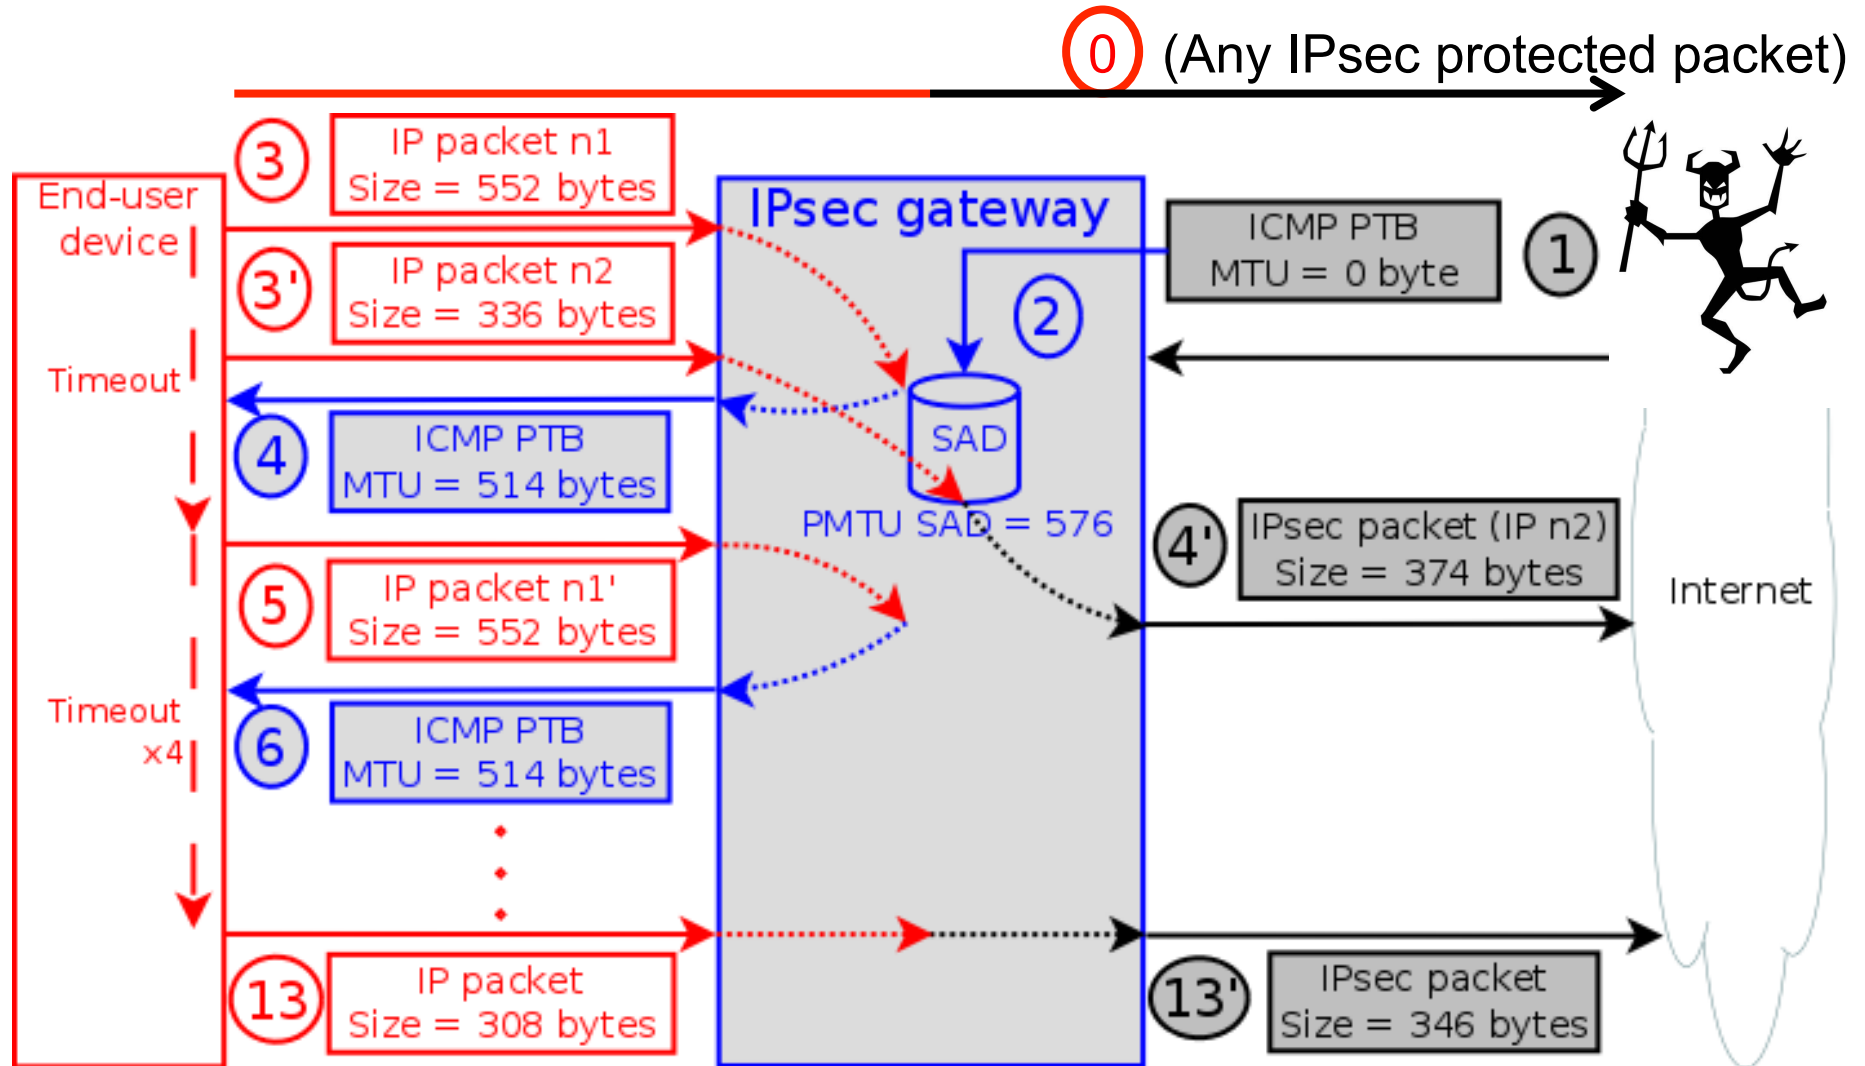 0 (Any IPsec protected packet)
3
IP packet n1
Size = 552 bytes
End-user
device
IPsec gateway
ICMP PTB
MTU = 0 byte
1
3'
IP packet n2
Size = 336 bytes
2
Timeout
4
ICMP PTB
MTU = 514 bytes
SAD
PMTU SAD = 576
4'
IPsec packet (IP n2)
Size = 374 bytes
Internet
5
IP packet n1'
Size = 552 bytes
Timeout
x4
6
ICMP PTB
MTU = 514 bytes
13
IP packet
Size = 308 bytes
13'
IPsec packet
Size = 346 bytes